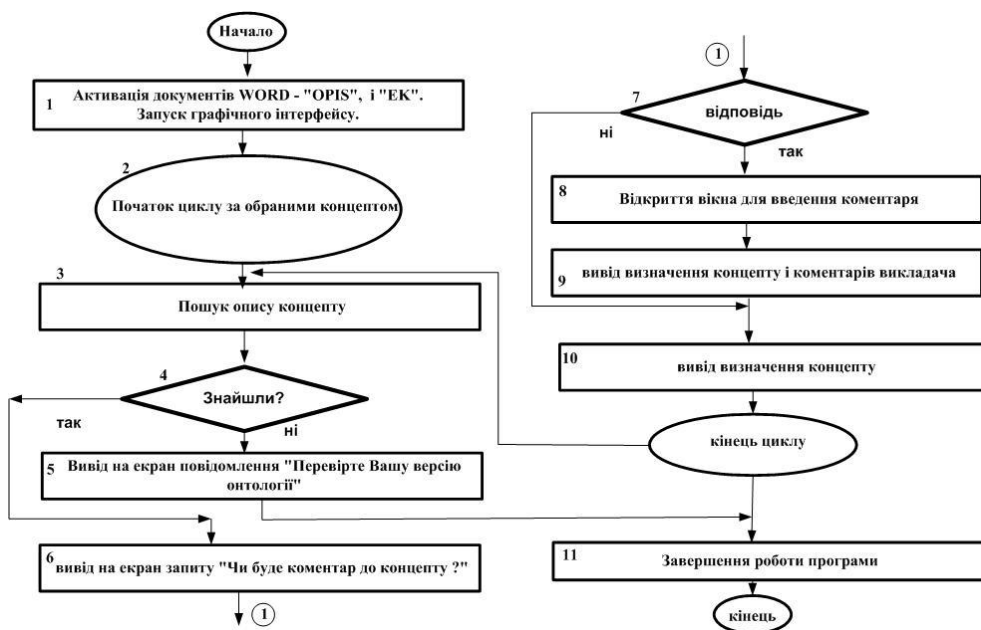 Начало
1
Активація документів WORD - "OPIS", і "EK".
Запуск графічного інтерфейсу.
2
Початок циклу за обраними концептом
3
Пошук опису концепту
4
Знайшли?
так
ні
5
Вивід на екран повідомлення "Перевірте Вашу версію
онтології"
6
вивід на екран запиту "Чи буде коментар до концепту ?"
1
1
7
відповідь
ні
так
8
Відкриття вікна для введення коментаря
9
вивід визначення концепту і коментарів викладача
10
вивід визначення концепту
кінець циклу
11
Завершення роботи програми
кінець